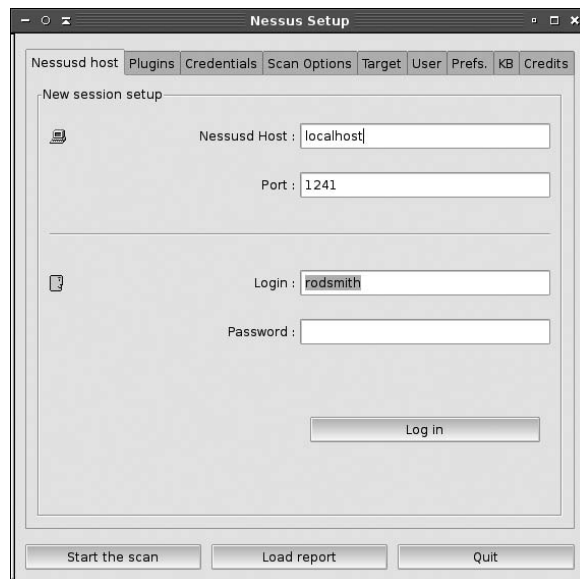 Nessus Setup
Nessusd host Plugins Credentials Scan Options Target User Prefs. KB Credits
New session setup
Nessusd Host : localhost
Port : 1241
Login : rodsmith
Password :
Log in
Start the scan Load report Quit